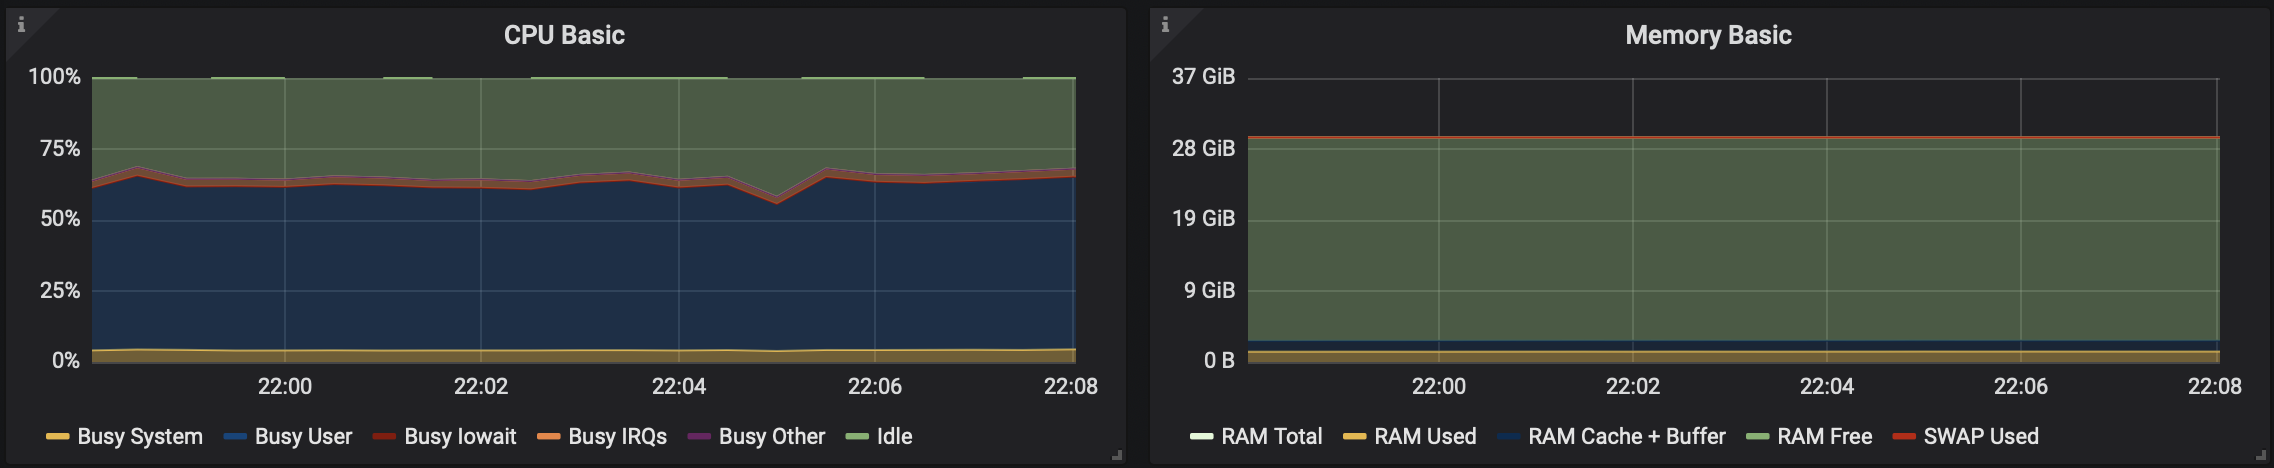 CPU Basic
100%
75%
50%
25%
0%
22:00 22:02 22:04 22:06 22:08
Busy System Busy User Busy Iowait Busy IRQs Busy Other Idle
Memory Basic
37 GiB
28 GiB
19 GiB
9 GiB
0 B
22:00 22:02 22:04 22:06 22:08
RAM Total RAM Used RAM Cache + Buffer RAM Free SWAP Used